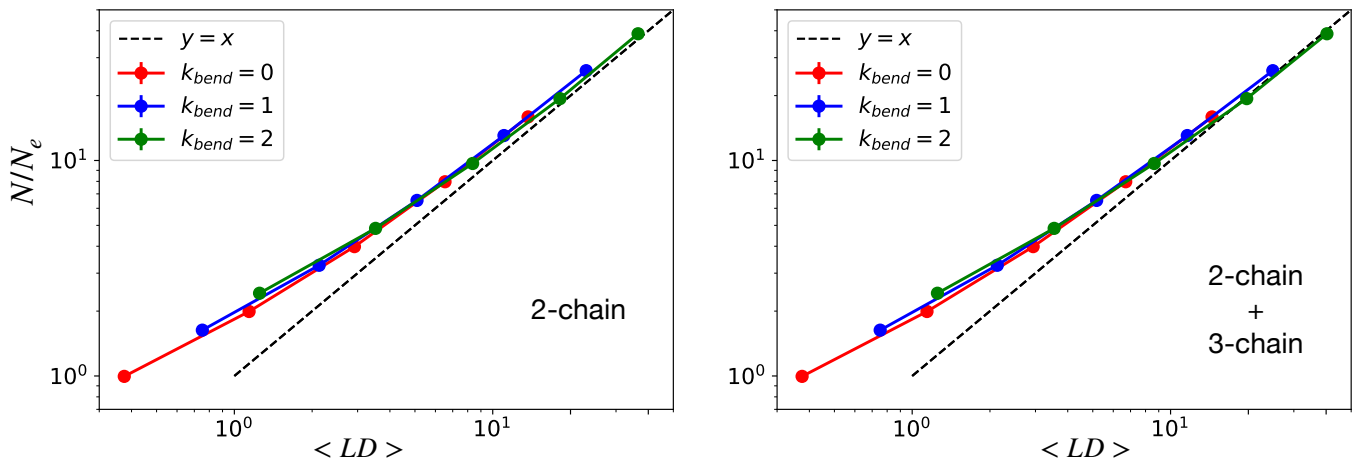 y = x
k_bend = 0
k_bend = 1
k_bend = 2
N/N_e
10^1
10^0
2-chain
10^0
10^1
< LD >
y = x
k_bend = 0
k_bend = 1
k_bend = 2
10^1
10^0
2-chain
+
3-chain
10^0
10^1
< LD >